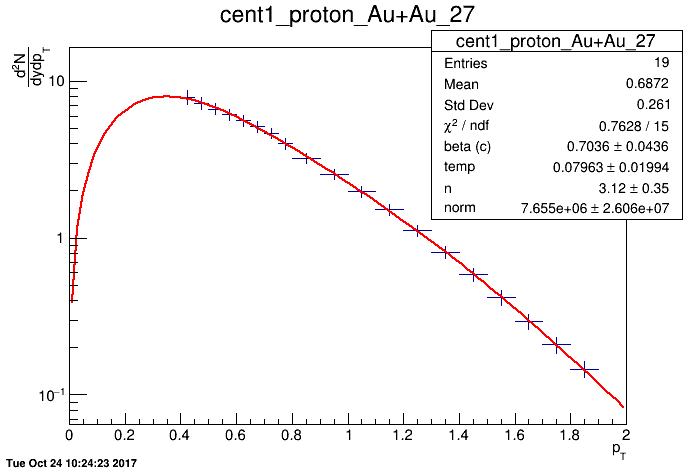 cent1_proton_Au+Au_27
cent1_proton_Au+Au_27
Entries 19
Mean 0.6872
Std Dev 0.261
χ² / ndf 0.7628 / 15
beta (c) 0.7036 ± 0.0436
temp 0.07963 ± 0.01994
n 3.12 ± 0.35
norm 7.655e+06 ± 2.606e+07
d²N
dydp_T
10
1
10⁻¹
0 0.2 0.4 0.6 0.8 1 1.2 1.4 1.6 1.8 2
p_T
Tue Oct 24 10:24:23 2017